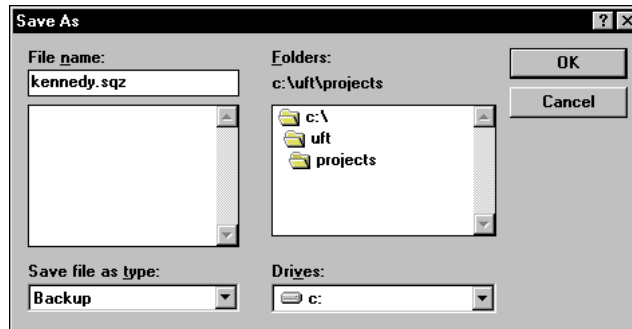 Save As
File name:
kennedy.sqz
Folders:
c:\uft\projects
c:\
uft
projects
OK
Cancel
Save file as type:
Backup
Drives:
c: